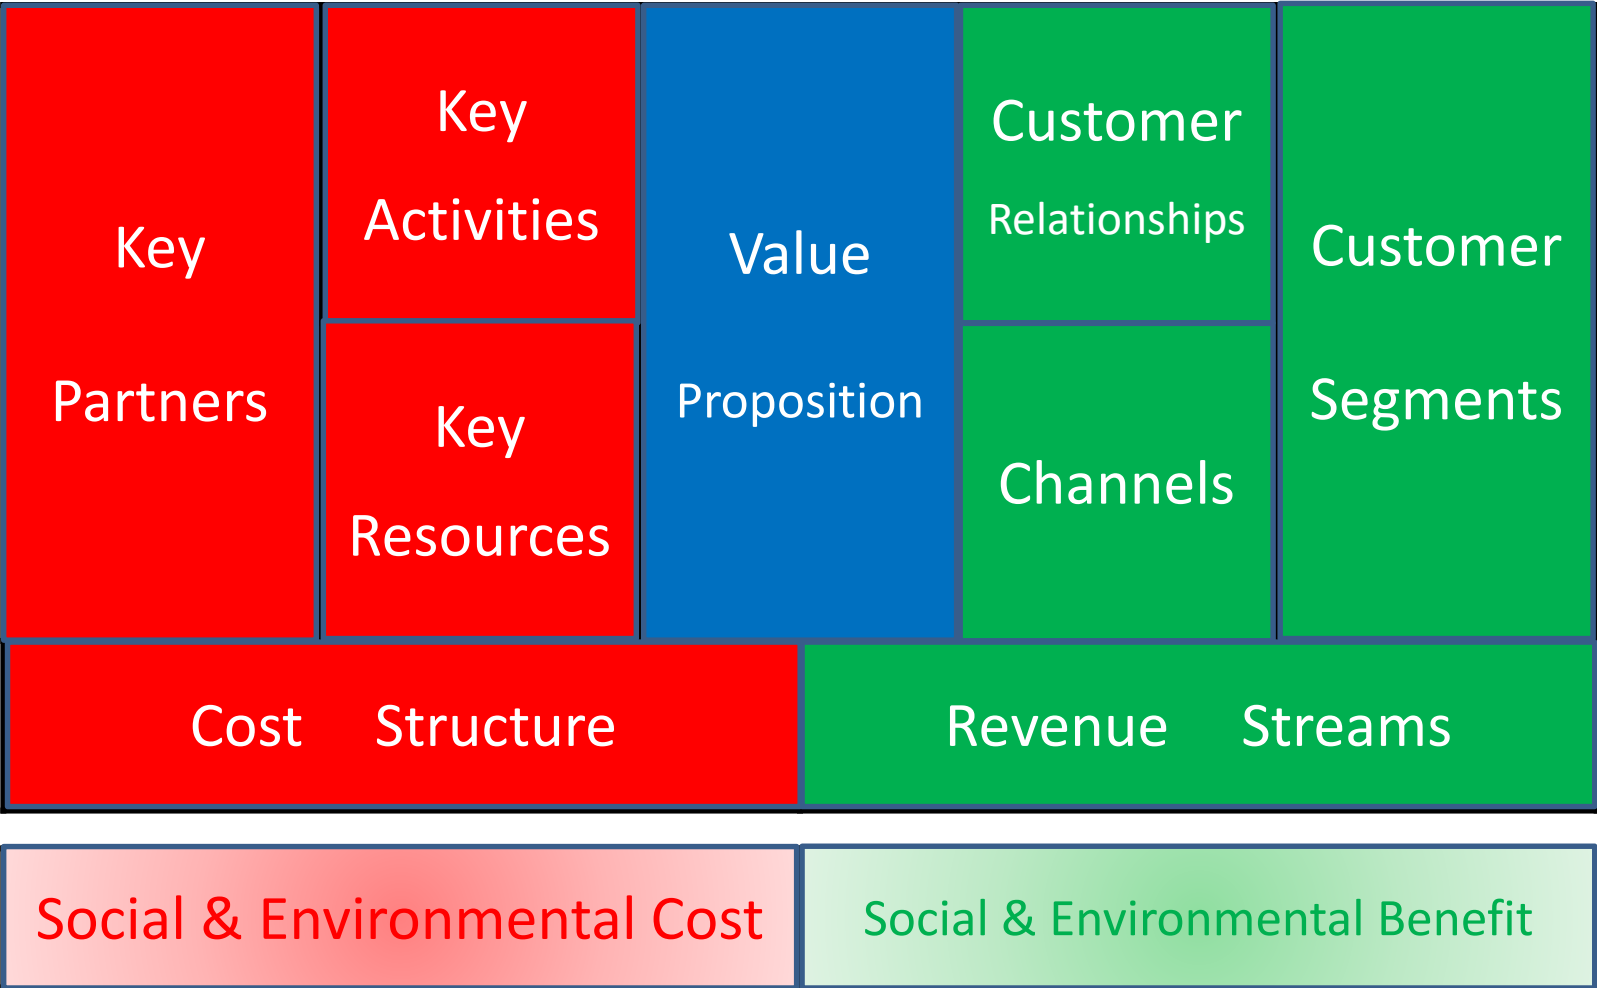 Key
Partners
Key
Activities
Key
Resources
Value
Proposition
Customer
Relationships
Channels
Customer
Segments
Cost Structure
Revenue Streams
Social & Environmental Cost
Social & Environmental Benefit